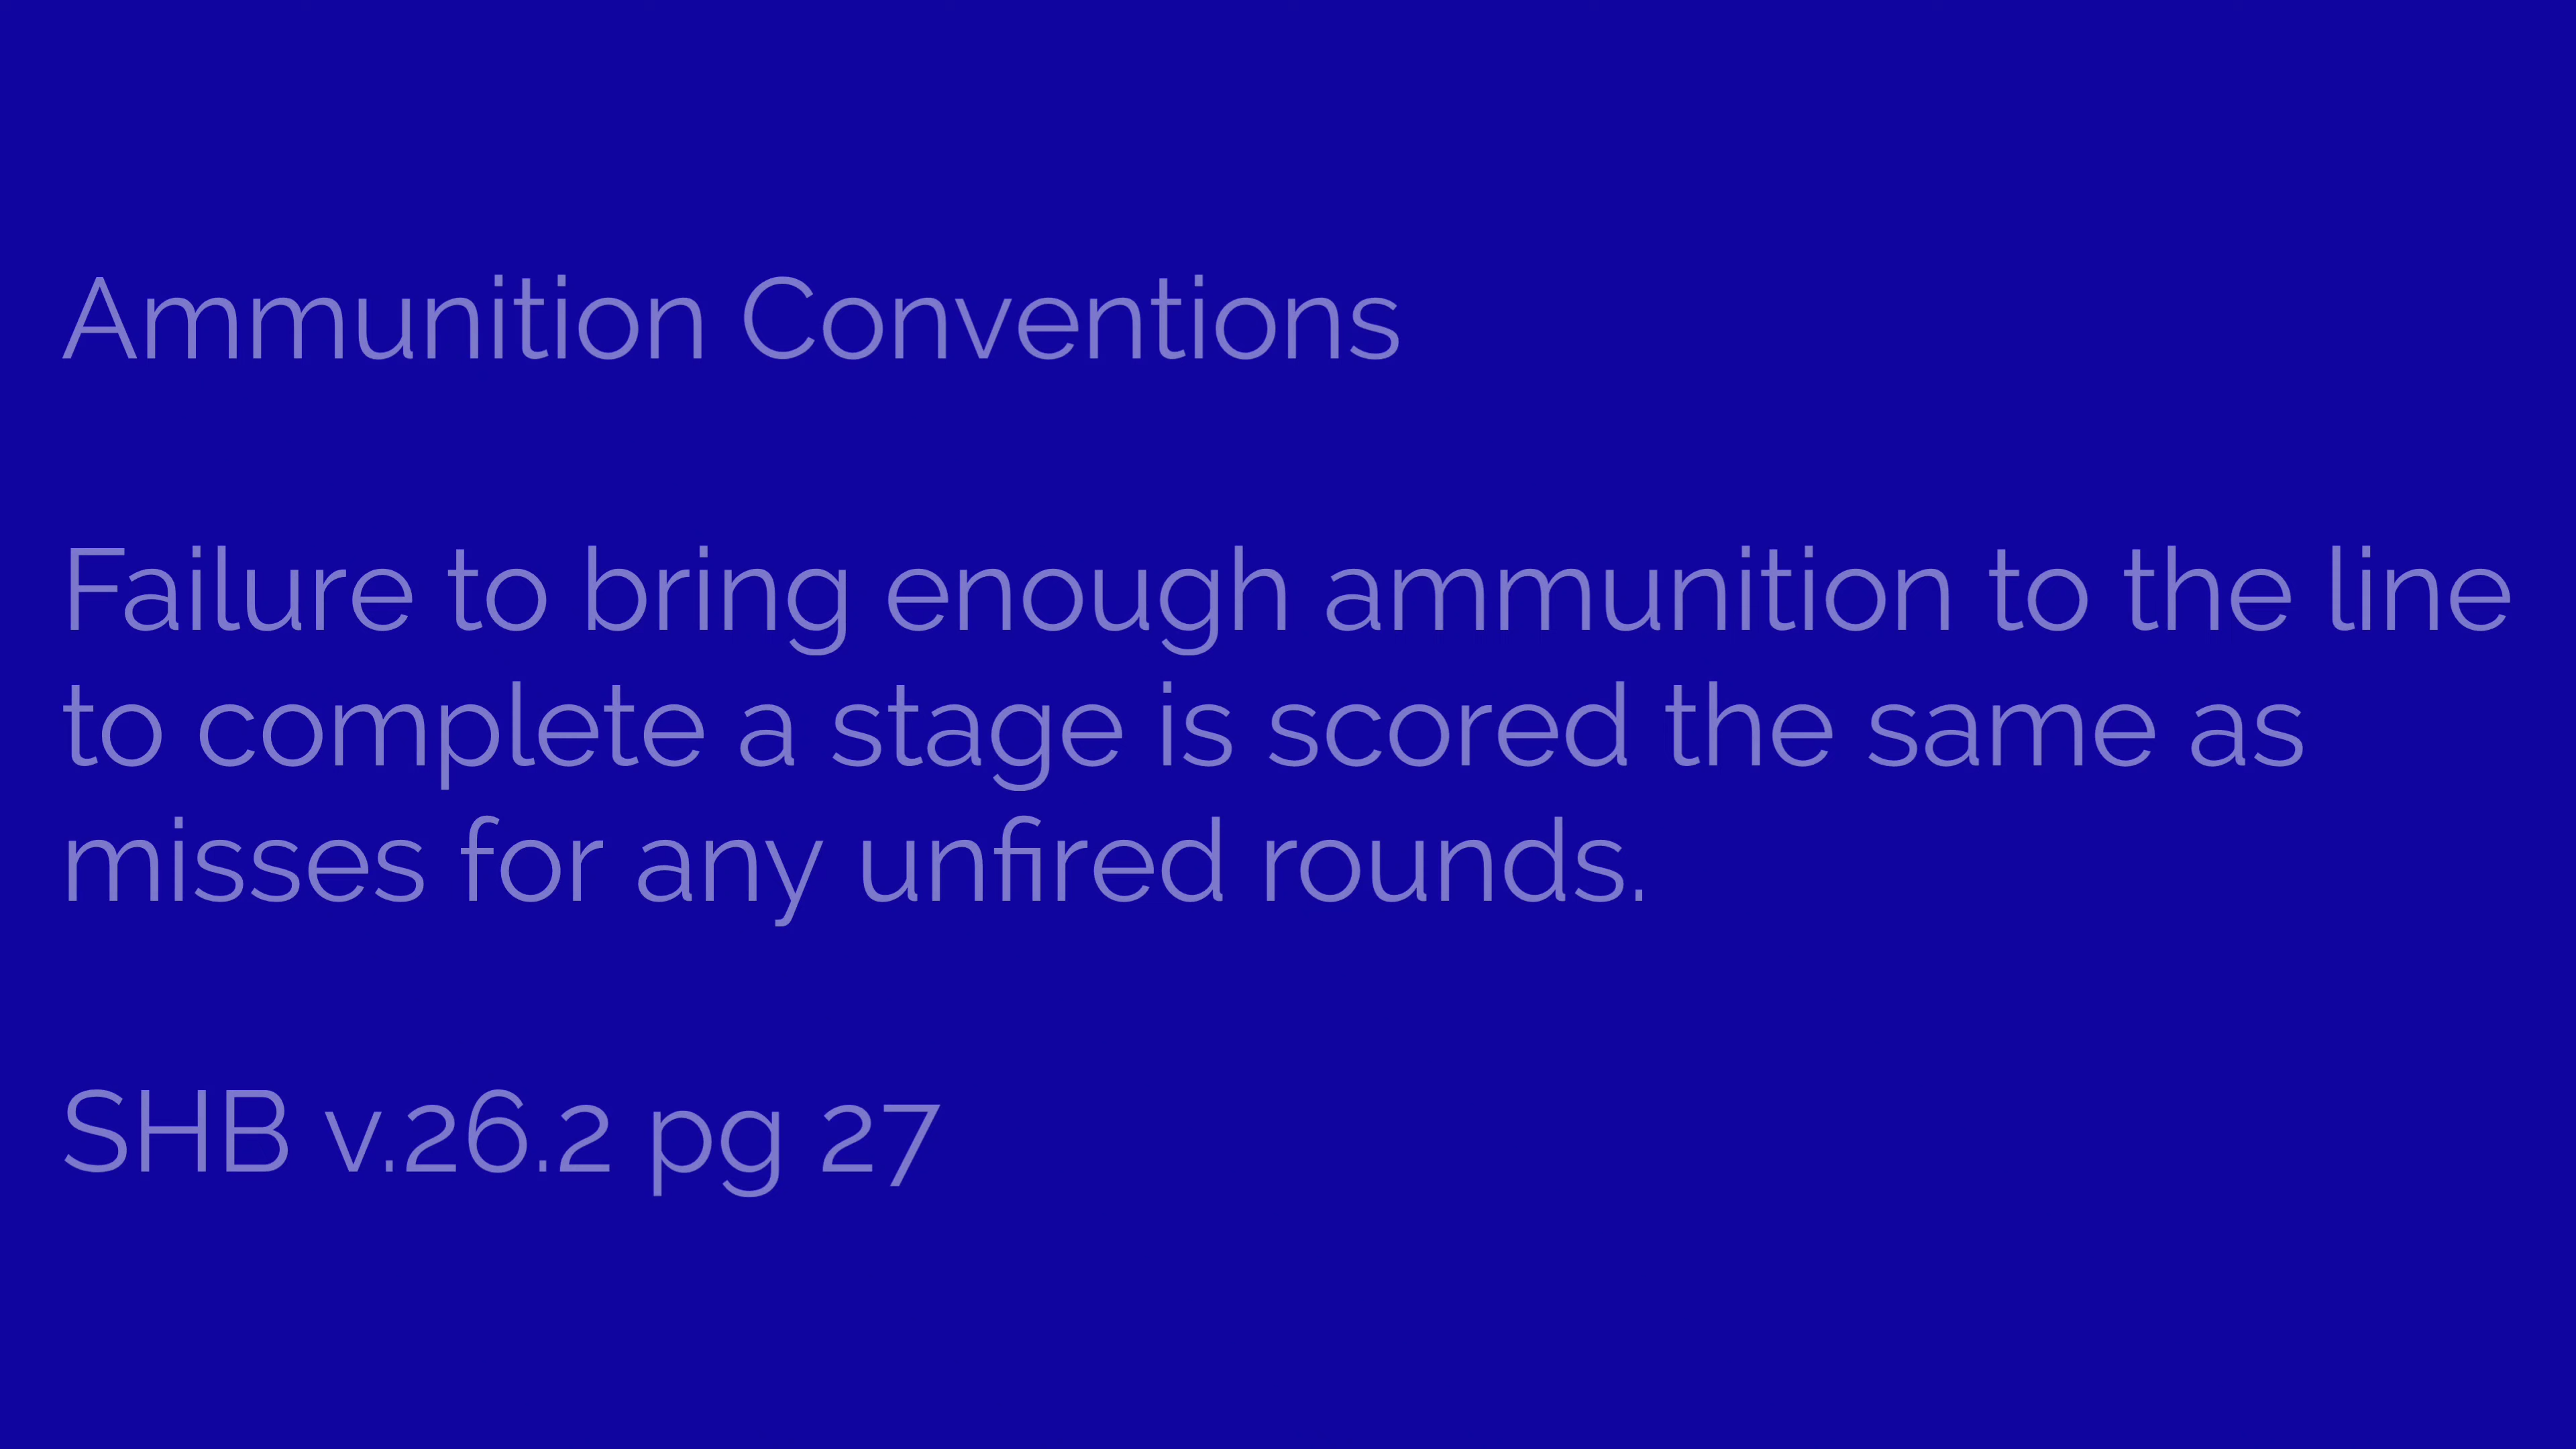 Ammunition Conventions
Failure to bring enough ammunition to the line
to complete a stage is scored the same as
misses for any unfired rounds.
SHB v.26.2 pg 27